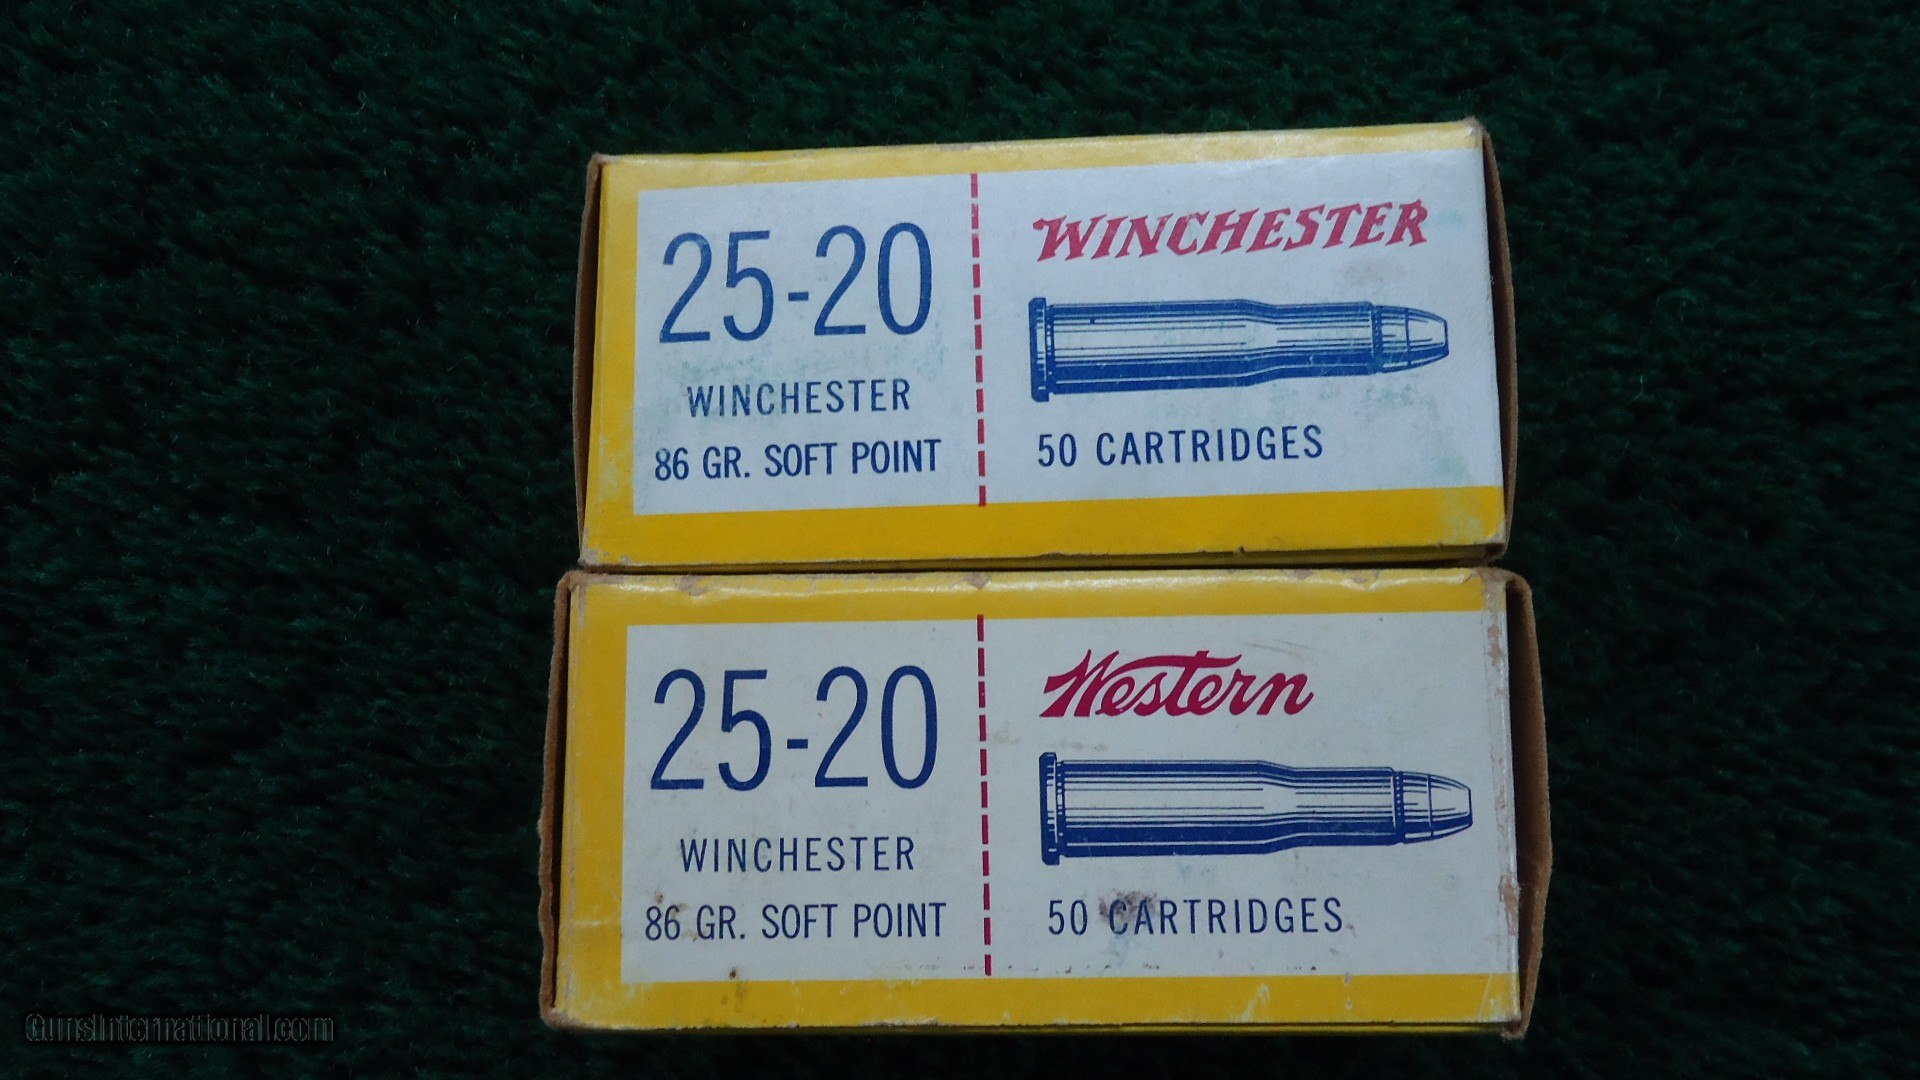 25-20
WINCHESTER
86 GR. SOFT POINT
WINCHESTER
50 CARTRIDGES
25-20
WINCHESTER
86 GR. SOFT POINT
Western
50 CARTRIDGES
GunsInternational.com